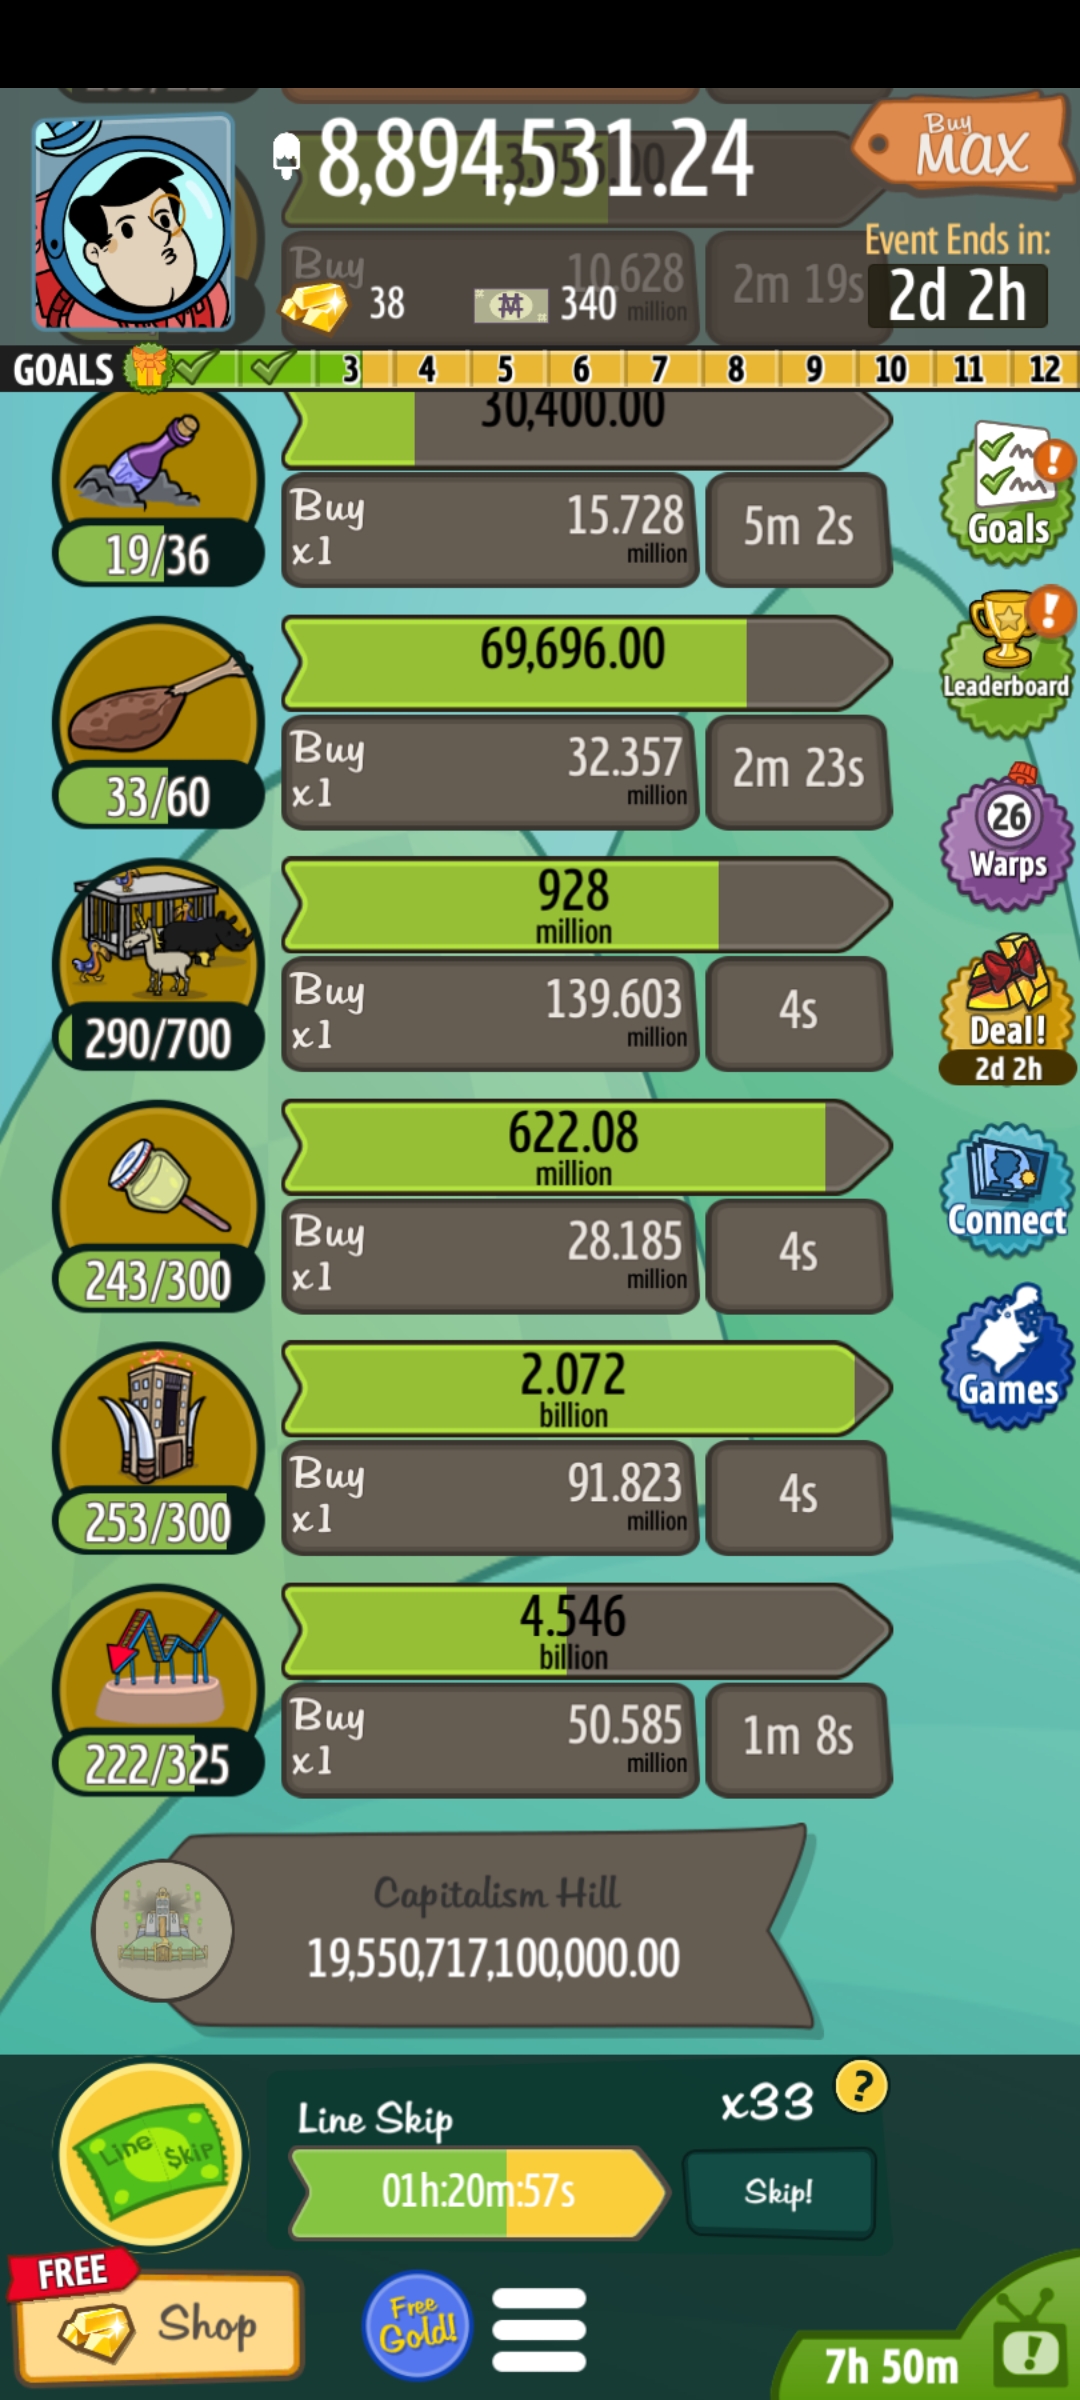 8,894,531.24
Buy
MAX
Event Ends in:
2d 2h
Buy
10.628
million
2m 19s
38
340
GOALS
3
4
5
6
7
8
9
10
11
12
30,400.00
Buy
x1
15.728
million
5m 2s
19/36
69,696.00
Buy
x1
32.357
million
2m 23s
33/60
928
million
Buy
x1
139.603
million
4s
290/700
622.08
million
Buy
x1
28.185
million
4s
243/300
2.072
billion
Buy
x1
91.823
million
4s
253/300
4.546
billion
Buy
x1
50.585
million
1m 8s
222/325
Goals
Leaderboard
26
Warps
Deal!
2d 2h
Connect
Games
Capitalism Hill
19,550,717,100,000.00
Line $kip
Line Skip
x33
?
01h:20m:57s
Skip!
FREE
Shop
Free
Gold!
7h 50m